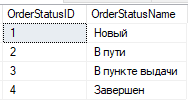 OrderStatusID OrderStatusName
1 Новый
2 В пути
3 В пункте выдачи
4 Завершен